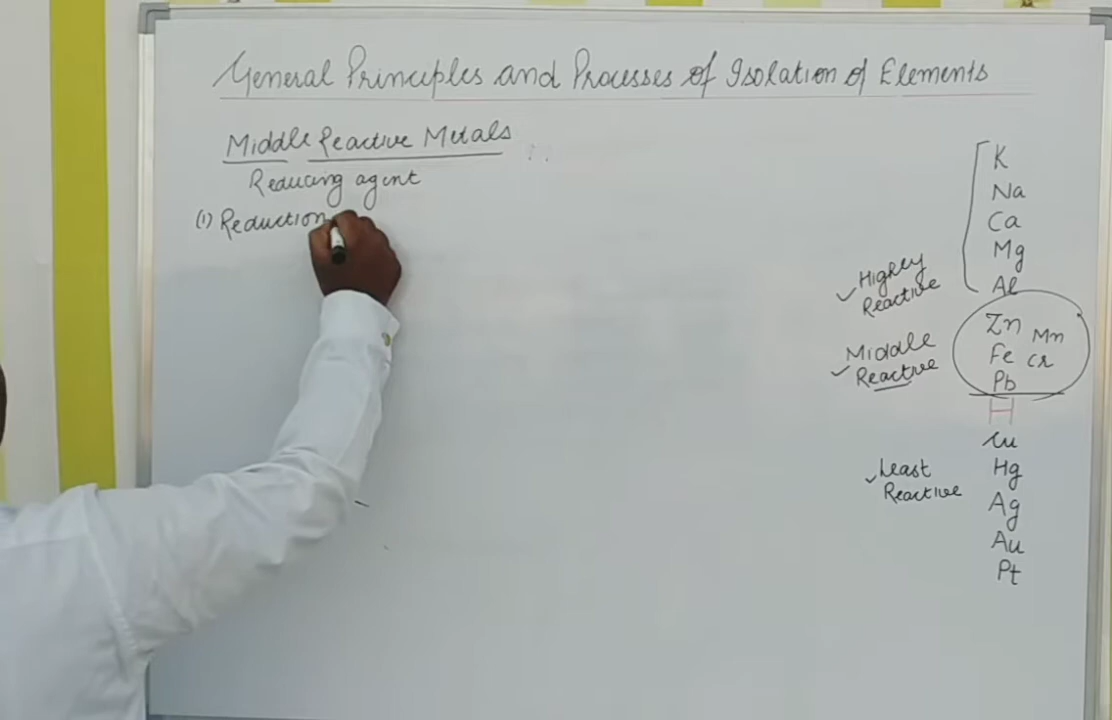 General Principles and Processes of Isolation of Elements
Middle Reactive Metals
Reducing agent
(1) Reduction
K
Na
Ca
Mg
Al
Highly
Reactive
Zn Mn
Fe Cr
Pb
Middle
Reactive
H
Cu
Hg
Ag
Au
Pt
Least
Reactive